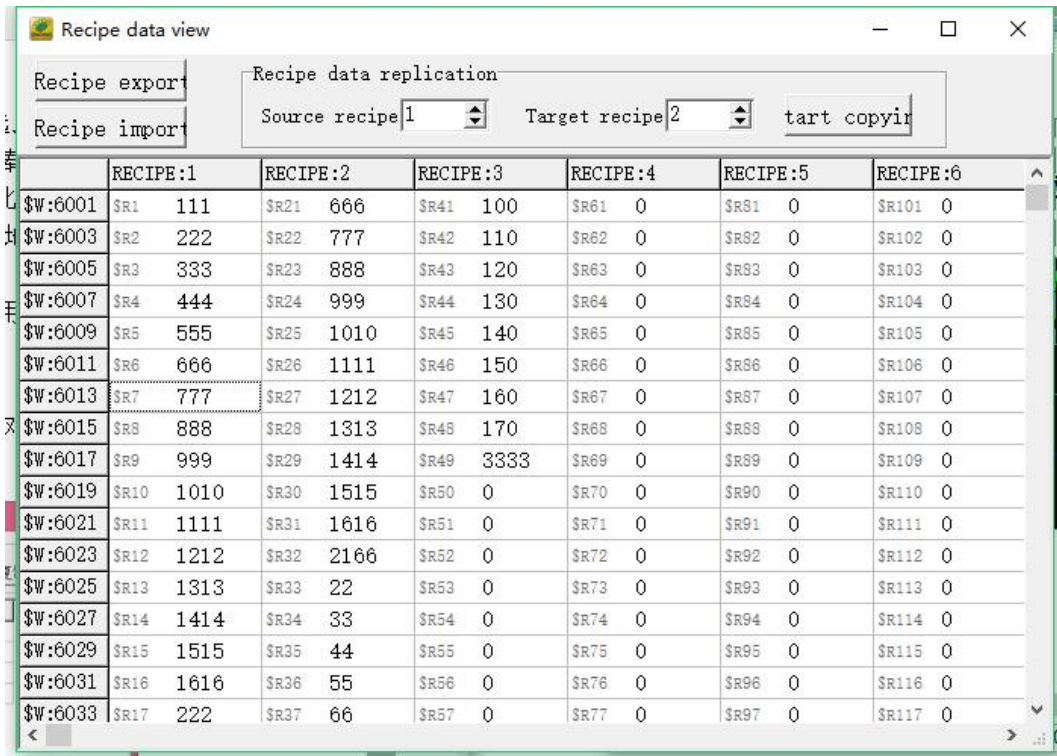 Recipe data view
Recipe export
Recipe import
Recipe data replication
Source recipe 1 Target recipe 2 tart copyin
RECIPE:1 RECIPE:2 RECIPE:3 RECIPE:4 RECIPE:5 RECIPE:6
$W:6001 $R1 111 $R21 666 $R41 100 $R61 0 $R81 0 $R101 0
$W:6003 $R2 222 $R22 777 $R42 110 $R62 0 $R82 0 $R102 0
$W:6005 $R3 333 $R23 888 $R43 120 $R63 0 $R83 0 $R103 0
$W:6007 $R4 444 $R24 999 $R44 130 $R64 0 $R84 0 $R104 0
$W:6009 $R5 555 $R25 1010 $R45 140 $R65 0 $R85 0 $R105 0
$W:6011 $R6 666 $R26 1111 $R46 150 $R66 0 $R86 0 $R106 0
$W:6013 $R7 777 $R27 1212 $R47 160 $R67 0 $R87 0 $R107 0
$W:6015 $R8 888 $R28 1313 $R48 170 $R68 0 $R88 0 $R108 0
$W:6017 $R9 999 $R29 1414 $R49 3333 $R69 0 $R89 0 $R109 0
$W:6019 $R10 1010 $R30 1515 $R50 0 $R70 0 $R90 0 $R110 0
$W:6021 $R11 1111 $R31 1616 $R51 0 $R71 0 $R91 0 $R111 0
$W:6023 $R12 1212 $R32 2166 $R52 0 $R72 0 $R92 0 $R112 0
$W:6025 $R13 1313 $R33 22 $R53 0 $R73 0 $R93 0 $R113 0
$W:6027 $R14 1414 $R34 33 $R54 0 $R74 0 $R94 0 $R114 0
$W:6029 $R15 1515 $R35 44 $R55 0 $R75 0 $R95 0 $R115 0
$W:6031 $R16 1616 $R36 55 $R56 0 $R76 0 $R96 0 $R116 0
$W:6033 $R17 222 $R37 66 $R57 0 $R77 0 $R97 0 $R117 0